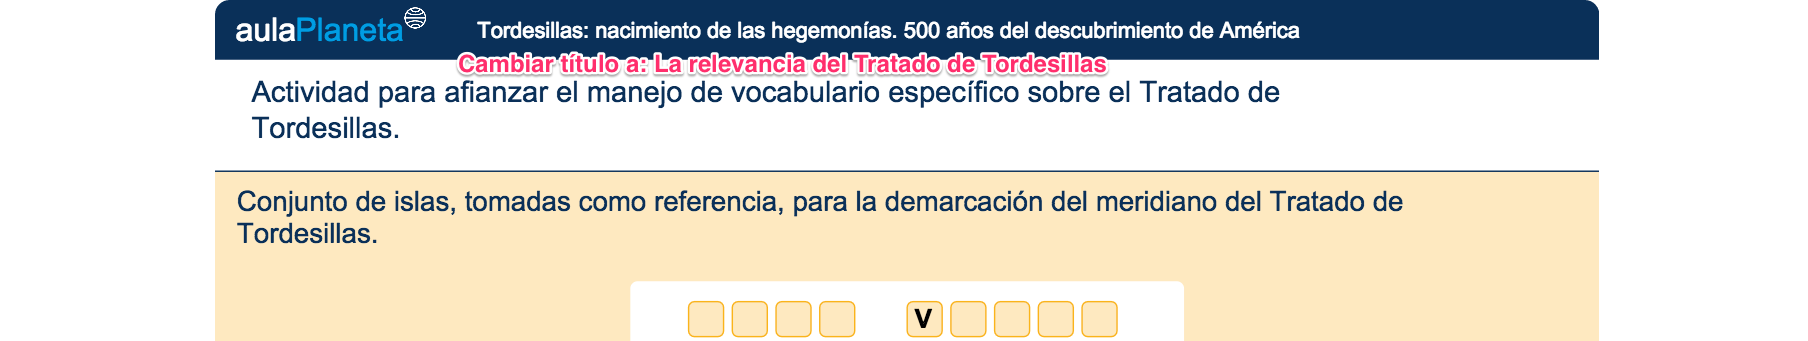 aulaPlaneta
Tordesillas: nacimiento de las hegemonías. 500 años del descubrimiento de América
Cambiar título a: La relevancia del Tratado de Tordesillas
Actividad para afianzar el manejo de vocabulario específico sobre el Tratado de
Tordesillas.
Conjunto de islas, tomadas como referencia, para la demarcación del meridiano del Tratado de
Tordesillas.
V